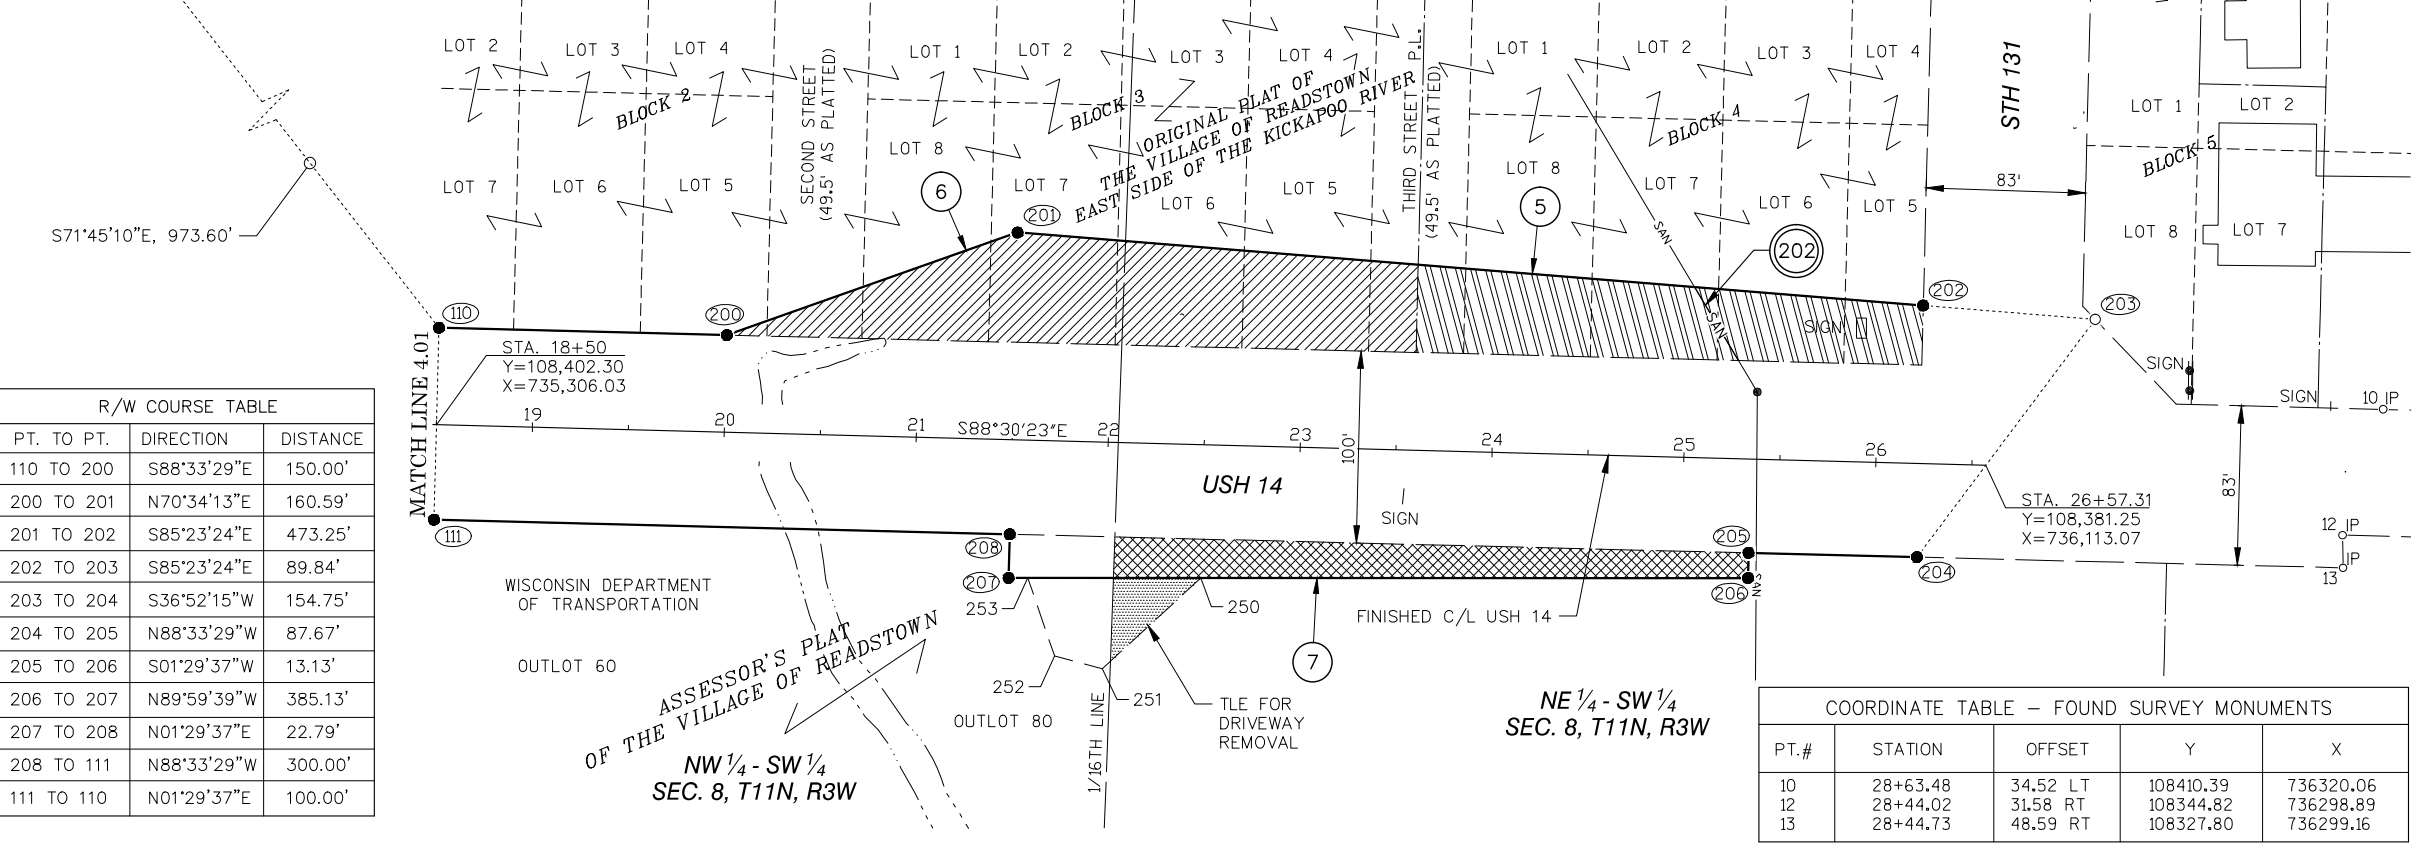 LOT 2
LOT 3
LOT 4
BLOCK 2
LOT 7
LOT 6
LOT 5
SECOND STREET
(49.5' AS PLATTED)
LOT 1
LOT 2
LOT 3
LOT 4
BLOCK 3
LOT 8
LOT 7
LOT 6
LOT 5
ORIGINAL PLAT OF
THE VILLAGE OF READSTOWN
EAST SIDE OF THE KICKAPOO RIVER
THIRD STREET P.L.
(49.5' AS PLATTED)
LOT 1
LOT 2
LOT 3
LOT 4
BLOCK 4
LOT 8
LOT 7
LOT 6
LOT 5
STH 131
83'
LOT 1
LOT 2
BLOCK 5
LOT 8
LOT 7
S71°45'10"E, 973.60'
6
201
5
SAN
202
202
203
110
200
SAN
SIGN
SIGN
SIGN
10 IP
MATCH LINE 4.01
STA. 18+50
Y=108,402.30
X=735,306.03
19
20
21
S88°30'23"E
22
23
24
25
26
100'
USH 14
SIGN
STA. 26+57.31
Y=108,381.25
X=736,113.07
83'
12 IP
IP
13
111
208
207
205
206
204
SAN
253
250
252
251
FINISHED C/L USH 14
7
TLE FOR
DRIVEWAY
REMOVAL
WISCONSIN DEPARTMENT
OF TRANSPORTATION
OUTLOT 60
ASSESSOR'S PLAT
OF THE VILLAGE OF READSTOWN
OUTLOT 80
1/16TH LINE
NW 1/4 - SW 1/4
SEC. 8, T11N, R3W
NE 1/4 - SW 1/4
SEC. 8, T11N, R3W
R/W COURSE TABLE
PT. TO PT. DIRECTION DISTANCE
110 TO 200 S88°33'29"E 150.00'
200 TO 201 N70°34'13"E 160.59'
201 TO 202 S85°23'24"E 473.25'
202 TO 203 S85°23'24"E 89.84'
203 TO 204 S36°52'15"W 154.75'
204 TO 205 N88°33'29"W 87.67'
205 TO 206 S01°29'37"W 13.13'
206 TO 207 N89°59'39"W 385.13'
207 TO 208 N01°29'37"E 22.79'
208 TO 111 N88°33'29"W 300.00'
111 TO 110 N01°29'37"E 100.00'
COORDINATE TABLE – FOUND SURVEY MONUMENTS
PT.# STATION OFFSET Y X
10 28+63.48 34.52 LT 108410.39 736320.06
12 28+44.02 31.58 RT 108344.82 736298.89
13 28+44.73 48.59 RT 108327.80 736299.16